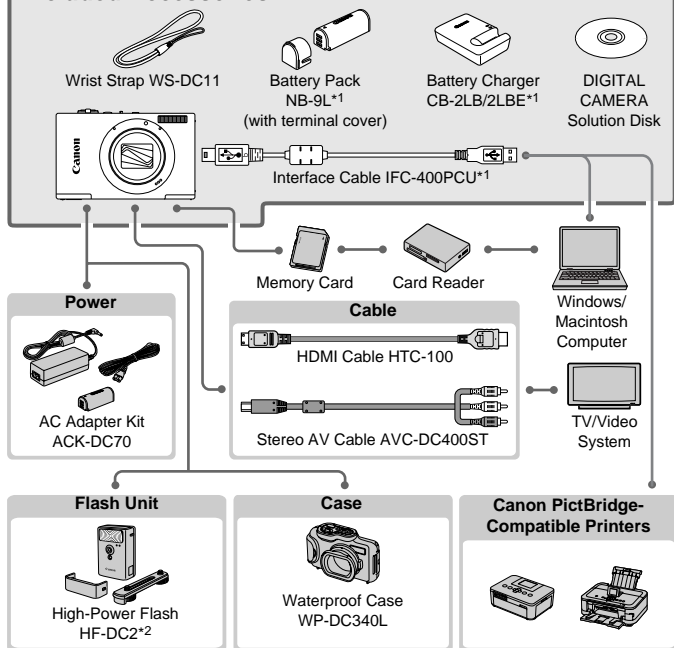 Wrist Strap WS-DC11
Battery Pack
NB-9L*1
(with terminal cover)
Battery Charger
CB-2LB/2LBE*1
DIGITAL
CAMERA
Solution Disk
Canon
Interface Cable IFC-400PCU*1
Memory Card
Card Reader
Windows/
Macintosh
Computer
Power
AC Adapter Kit
ACK-DC70
Cable
HDMI Cable HTC-100
Stereo AV Cable AVC-DC400ST
TV/Video
System
Flash Unit
High-Power Flash
HF-DC2*2
Case
Waterproof Case
WP-DC340L
Canon PictBridge-
Compatible Printers